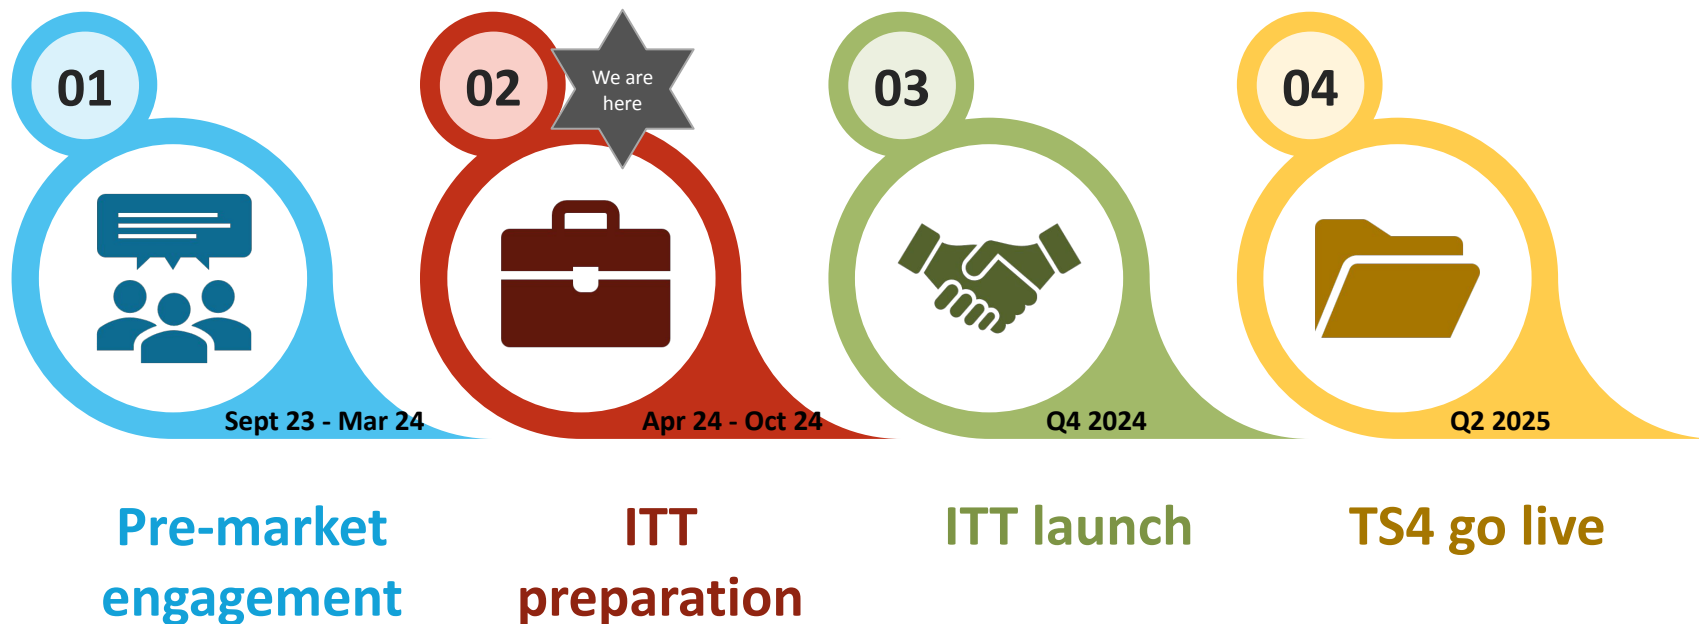 01
02
We are
here
03
04
Sept 23 - Mar 24
Apr 24 - Oct 24
Q4 2024
Q2 2025
Pre-market
engagement
ITT
preparation
ITT launch
TS4 go live